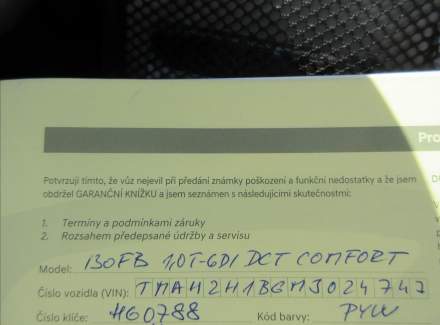 Pro
Potvrzuji tímto, že vůz nejevil při předání známky poškození a funkční nedostatky a že jsem
obdržel GARANČNÍ KNÍŽKU a jsem seznámen s následujícími skutečnostmi:
1. Termíny a podmínkami záruky
2. Rozsahem předepsané údržby a servisu
Model: I30FB 1,0T-GDI DCT COMFORT
Číslo vozidla (VIN): TMAH2H1BGMJ024747
Číslo klíče: H60788 Kód barvy: PYW